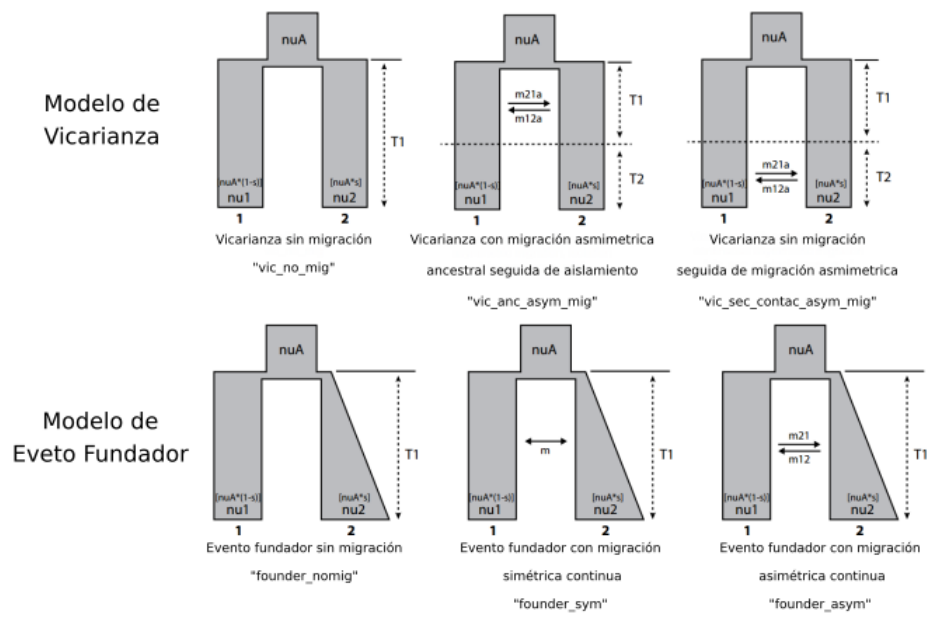 Modelo de
Vicarianza
nuA
T1
[nuA*(1-s)]
nu1
[nuA*s]
nu2
1
2
Vicarianza sin migración
"vic_no_mig"
nuA
m21a
m12a
T1
T2
[nuA*(1-s)]
nu1
[nuA*s]
nu2
1
2
Vicarianza con migración asmimetrica
ancestral seguida de aislamiento
"vic_anc_asym_mig"
nuA
T1
m21a
m12a
T2
[nuA*(1-s)]
nu1
[nuA*s]
nu2
1
2
Vicarianza sin migración
seguida de migración asmimetrica
"vic_sec_contac_asym_mig"
Modelo de
Eveto Fundador
nuA
T1
[nuA*(1-s)]
nu1
[nuA*s]
nu2
1
2
Evento fundador sin migración
"founder_nomig"
nuA
m
T1
[nuA*(1-s)]
nu1
[nuA*s]
nu2
1
2
Evento fundador con migración
simétrica continua
"founder_sym"
nuA
m21
m12
T1
[nuA*(1-s)]
nu1
[nuA*s]
nu2
1
2
Evento fundador con migración
asimétrica continua
"founder_asym"